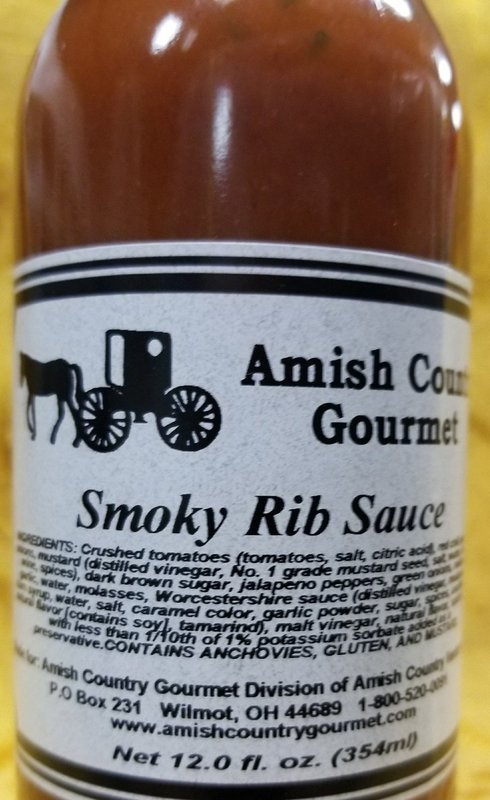 Amish
Gourmet
Smoky Rib Sauce
INGREDIENTS: Crushed tomatoes (tomatoes, salt, citric acid),
mustard (distilled vinegar, No. 1 grade mustard seed, salt,
spices), dark brown sugar, jalapeno peppers, green onions,
water, molasses, Worcestershire sauce (distilled vinegar,
syrup, water, salt, caramel color, garlic powder, sugar, spices,
flavor [contains soy], tamarind), malt vinegar, natural flavor,
with less than 1/10th of 1% potassium sorbate added as a
preservative.CONTAINS ANCHOVIES, GLUTEN, AND
for: Amish Country Gourmet Division of Amish Country
P.O Box 231 Wilmot, OH 44689 1-800-520-
www.amishcountrygourmet.com
Net 12.0 fl. oz. (354ml)